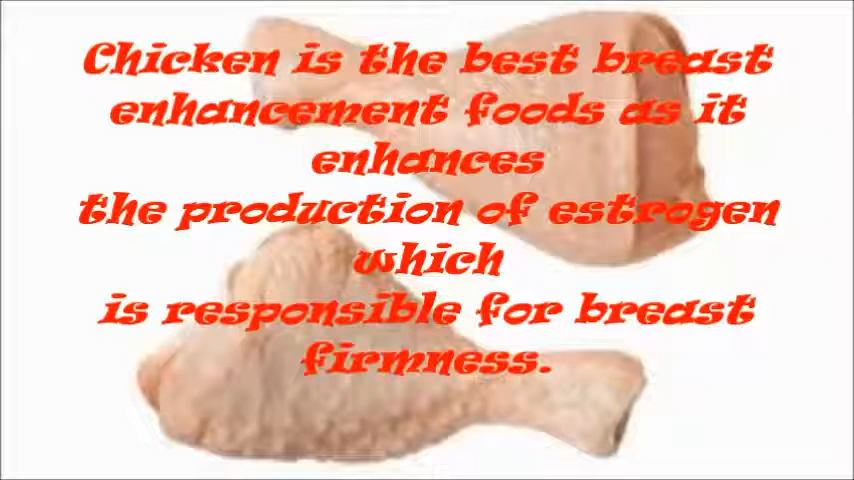 Chicken is the best breast
enhancement foods as it
enhances
the production of estrogen
which
is responsible for breast
firmness.